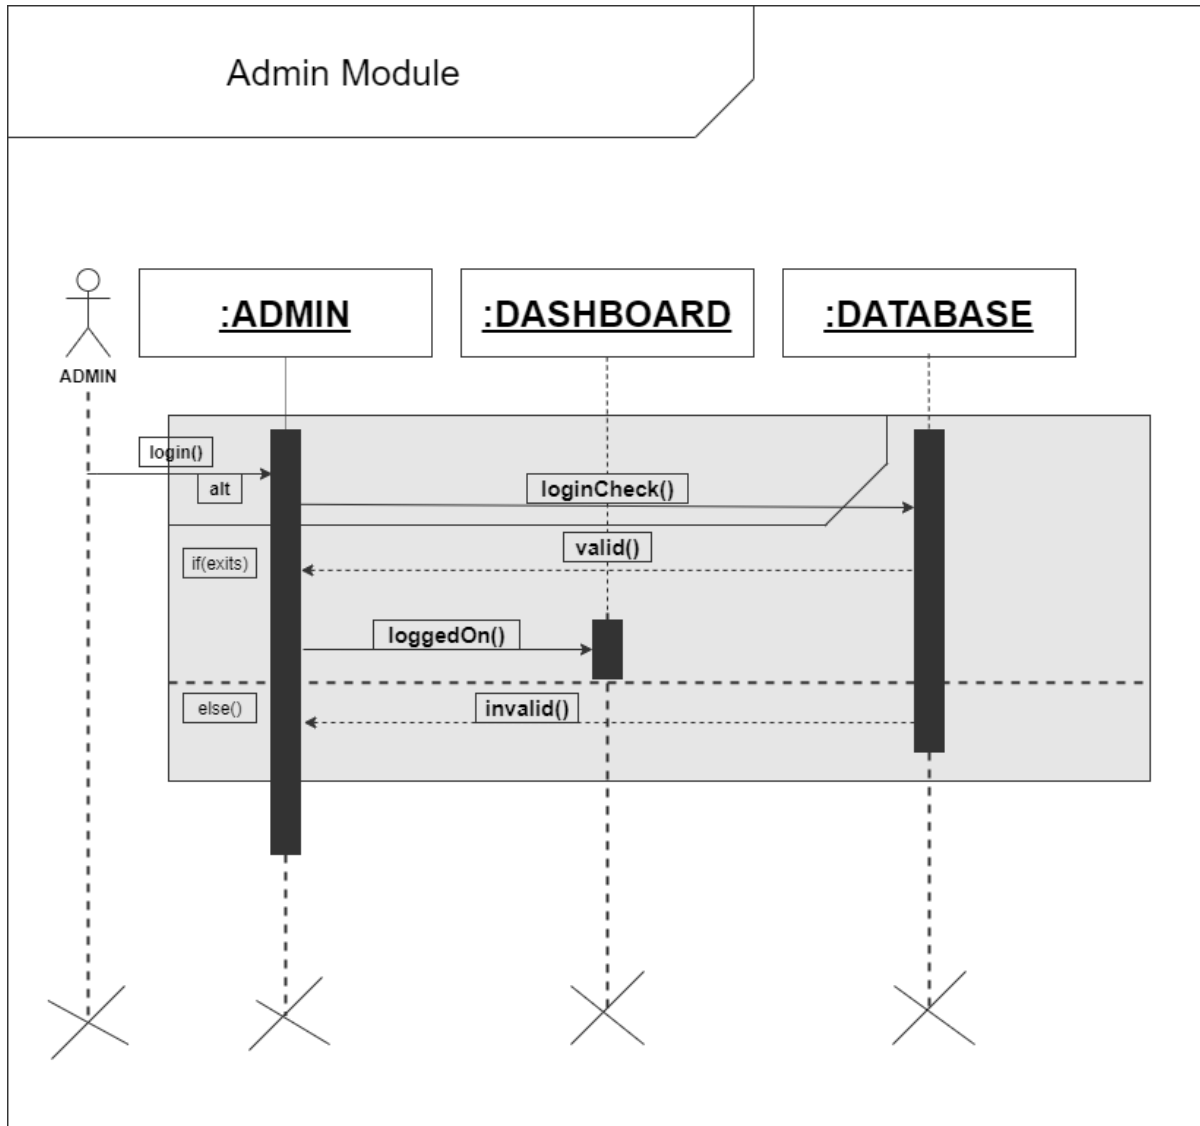 Admin Module
ADMIN
:ADMIN
:DASHBOARD
:DATABASE
login()
alt
loginCheck()
if(exits)
valid()
loggedOn()
else()
invalid()